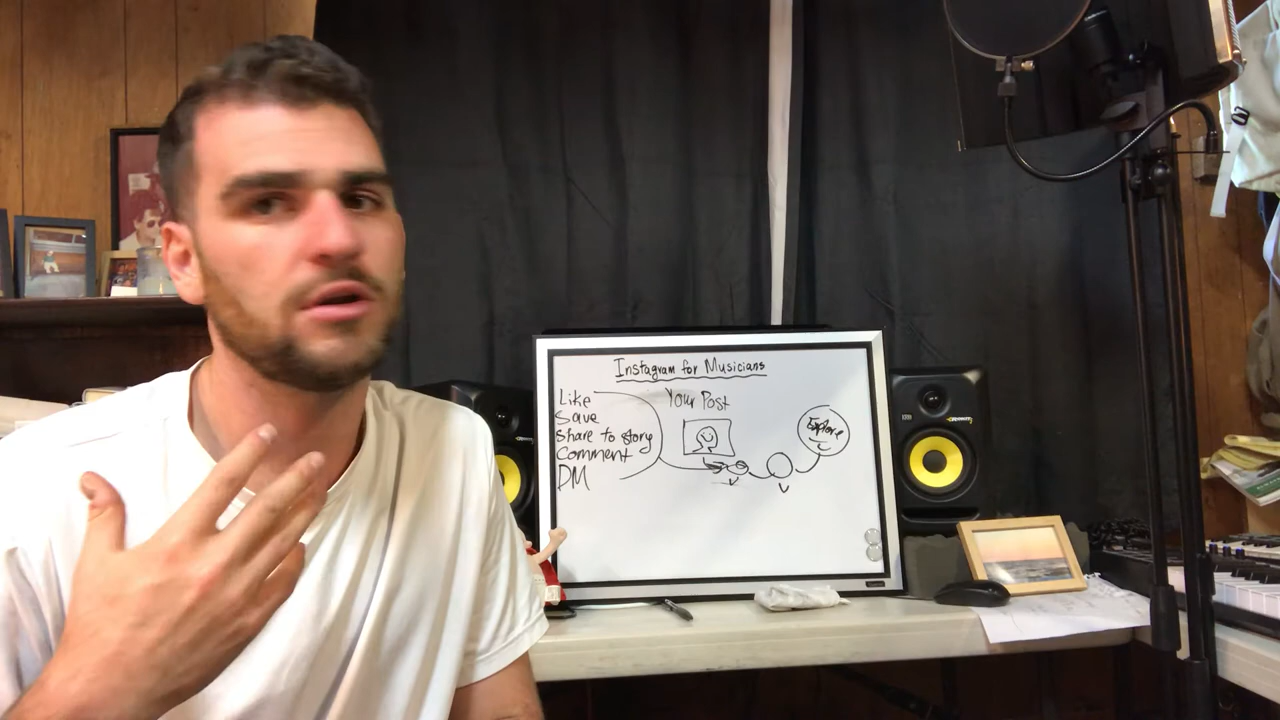 Instagram for Musicians
Like
Save
Share to story
Comment
DM
Your Post
Explore